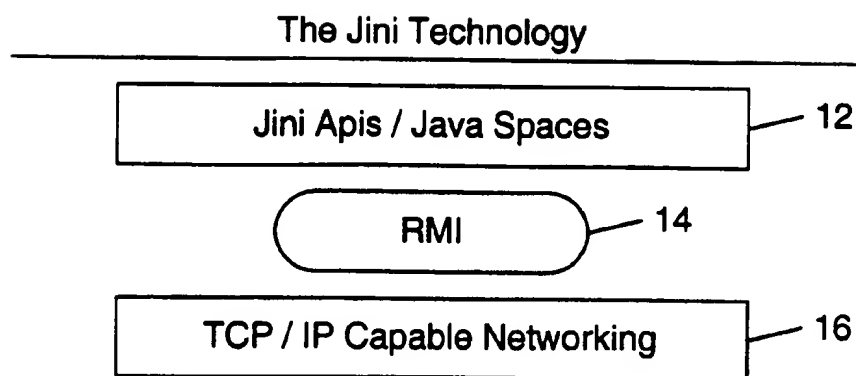 The Jini Technology
Jini Apis / Java Spaces
12
RMI
14
TCP / IP Capable Networking
16